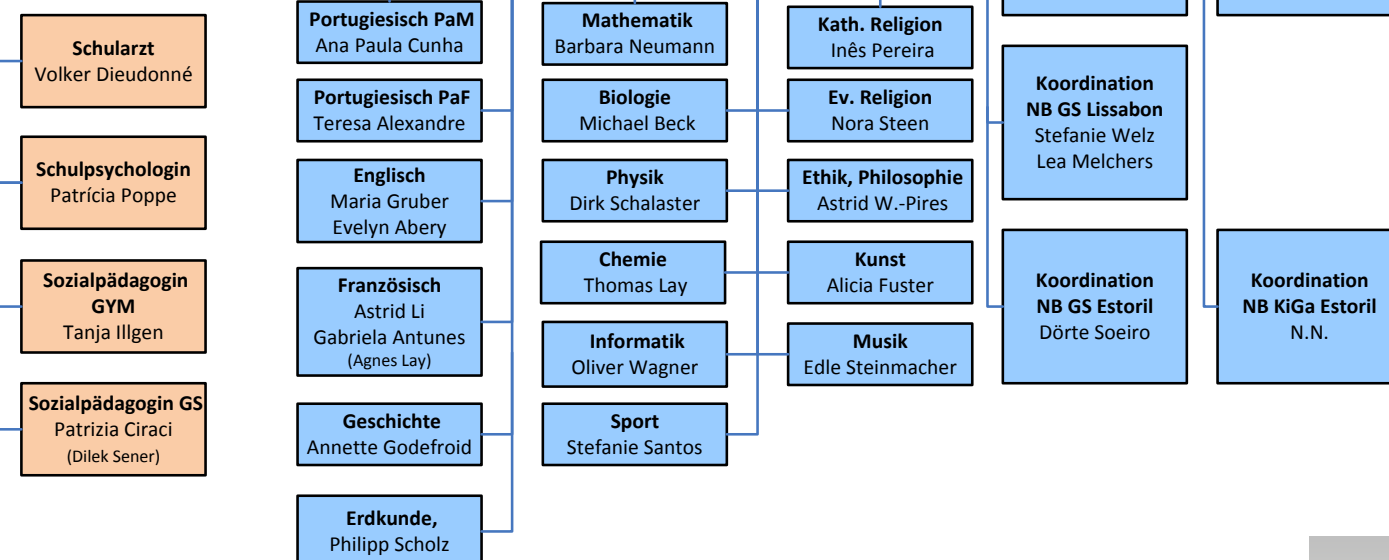 Schularzt
Volker Dieudonné
Schulpsychologin
Patrícia Poppe
Sozialpädagogin
GYM
Tanja Illgen
Sozialpädagogin GS
Patrizia Ciraci
(Dilek Sener)
Portugiesisch PaM
Ana Paula Cunha
Portugiesisch PaF
Teresa Alexandre
Englisch
Maria Gruber
Evelyn Abery
Französisch
Astrid Li
Gabriela Antunes
(Agnes Lay)
Geschichte
Annette Godefroid
Erdkunde,
Philipp Scholz
Mathematik
Barbara Neumann
Biologie
Michael Beck
Physik
Dirk Schalaster
Chemie
Thomas Lay
Informatik
Oliver Wagner
Sport
Stefanie Santos
Kath. Religion
Inês Pereira
Ev. Religion
Nora Steen
Ethik, Philosophie
Astrid W.-Pires
Kunst
Alicia Fuster
Musik
Edle Steinmacher
Koordination
NB GS Lissabon
Stefanie Welz
Lea Melchers
Koordination
NB GS Estoril
Dörte Soeiro
Koordination
NB KiGa Estoril
N.N.